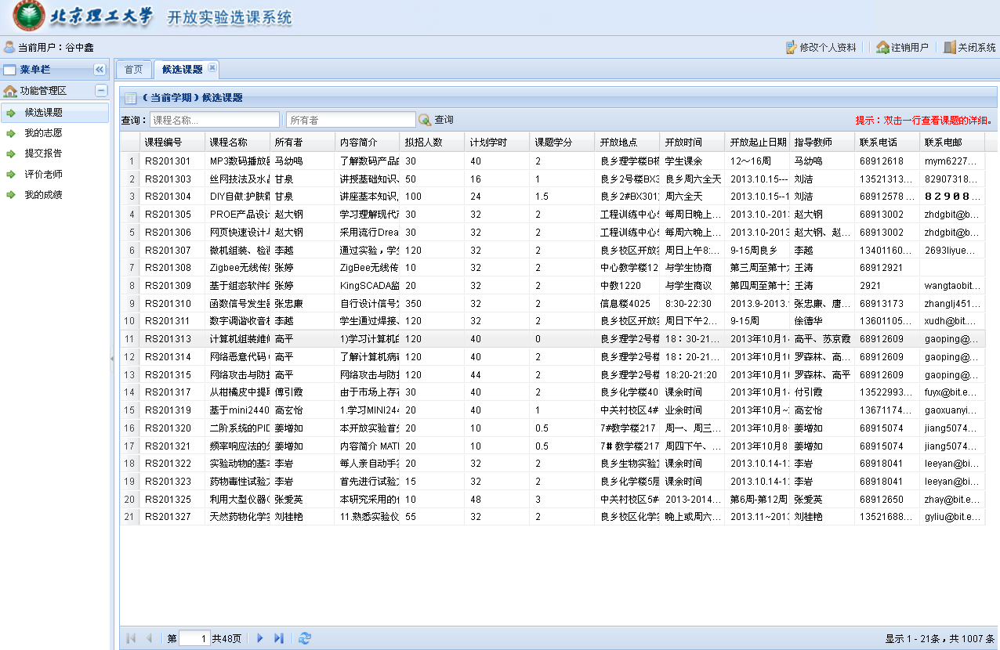 北京理工大学 开放实验选课系统
当前用户：谷中鑫 修改个人资料 注销用户 关闭系统
菜单栏 首页 候选课题
功能管理区 （当前学期）候选课题
候选课题
我的志愿
提交报告
评价老师
我的成绩
查询： 课程名称... 所有者 查询 提示：双击一行查看课题的详细。
课程编号 课程名称 所有者 内容简介 拟招人数 计划学时 课题学分 开放地点 开放时间 开放起止日期 指导教师 联系电话 联系电邮
1 RS201301 MP3数码播放器 马幼鸣 了解数码产品的 30 40 2 良乡理学楼B栋 学生课余 12～16周 马幼鸣 68912618 mym6227...
2 RS201303 丝网技法及水晶 甘泉 讲授基础知识、 50 16 1 良乡2号楼BX3 良乡周六全天 2013.10.15--- 刘洁 13521313... 82907318...
3 RS201304 DIY自做:护肤霜 甘泉 讲座基本知识, 100 24 1.5 良乡2#BX301 周六全天 2013.10.15--1 刘洁 68912578 ... 82908...
4 RS201305 PROE产品设计 赵大钢 学习理解现代产 30 32 2 工程训练中心 每周日晚上... 2013.10.-201 赵大钢 68913002 zhdgbit@b...
5 RS201306 网页快速设计与 赵大钢 采用流行Drea 30 32 2 工程训练中心 每周六晚上... 2013.10-2013 赵大钢、赵... 68913002 zhdgbit@b...
6 RS201307 微机组装、检测 李越 通过实验，学生 120 32 2 良乡校区开放实 周日上午8:... 9-15周良乡 李越 13401160... 2693liyue...
7 RS201308 Zigbee无线传感 张婷 ZigBee无线传 10 32 2 中心教学楼12 与学生协商 第三周至第十 王涛 68912921
8 RS201309 基于组态软件的 张婷 KingSCADA监 20 32 2 中教1220 与学生商议 第四周至第十 王涛 2921 wangtaobit...
9 RS201310 函数信号发生器 张忠廉 自行设计信号发 350 32 2 信息楼4025 8:30-22:30 2013.9-2013. 张忠廉、唐... 68913173 zhanglj451...
10 RS201311 数字调谐收音机 李越 学生通过焊接、 120 32 2 良乡校区开放实 周日下午2... 9-15周 徐德华 13601105... xudh@bit....
11 RS201313 计算机组装维修 高平 1)学习计算机的 120 40 0 良乡理学2号楼 18：30-21... 2013年10月1 高平、苏京霞 68912609 gaoping@...
12 RS201314 网络恶意代码 高平 了解计算机病毒 120 40 2 良乡理学2号楼 18：20-21... 2013年10月1 罗森林、高... 68912609 gaoping@...
13 RS201315 网络攻击与防护 高平 网络攻击与防护 120 44 2 良乡理学2号楼 18:20-21:20 2013年10月1 罗森林、高平 68912609 gaoping@...
14 RS201317 从柑橘皮中提取 傅引霞 由于市场上存在 30 40 2 良乡化学楼40 课余时间 2013年10月1 付引霞 13522993... fuyx@bit.e...
15 RS201319 基于mini2440 高玄怡 1.学习MINI244 20 40 1 中关村校区4# 业余时间 2013年10月~ 高玄怡 13671174... gaoxuanyi...
16 RS201320 二阶系统的PID 姜增如 本开放实验首先 20 10 0.5 7#教学楼217 周一、周三... 2013年10月8 姜增如 68915074 jiang5074...
17 RS201321 频率响应法的分 姜增如 内容简介 MATL 20 10 0.5 7# 教学楼217 周四下午、... 2013年10月8 姜增如 68915074 jiang5074...
18 RS201322 实验动物的基本 李岩 每人亲自动手实 20 32 2 良乡生物实验室 课余时间 2013.10.14-1 李岩 68918041 leeyan@bi...
19 RS201323 药物毒性试验 李岩 首先进行试验 15 32 2 良乡化学楼5层 课余时间 2013.10.14-1 李岩 68918041 leeyan@bi...
20 RS201325 利用大型仪器 张爱英 本研究采用的 10 48 3 中关村校区5# 2013-2014... 第6周-第12周 张爱英 68912650 zhay@bit.e...
21 RS201327 天然药物化学实 刘桂艳 11.熟悉实验仪 55 32 2 良乡校区化学实 晚上或周六... 2013.11~2013 刘桂艳 13521688... gyliu@bit.e...
第 1 共48页 显示 1 - 21条，共 1007 条